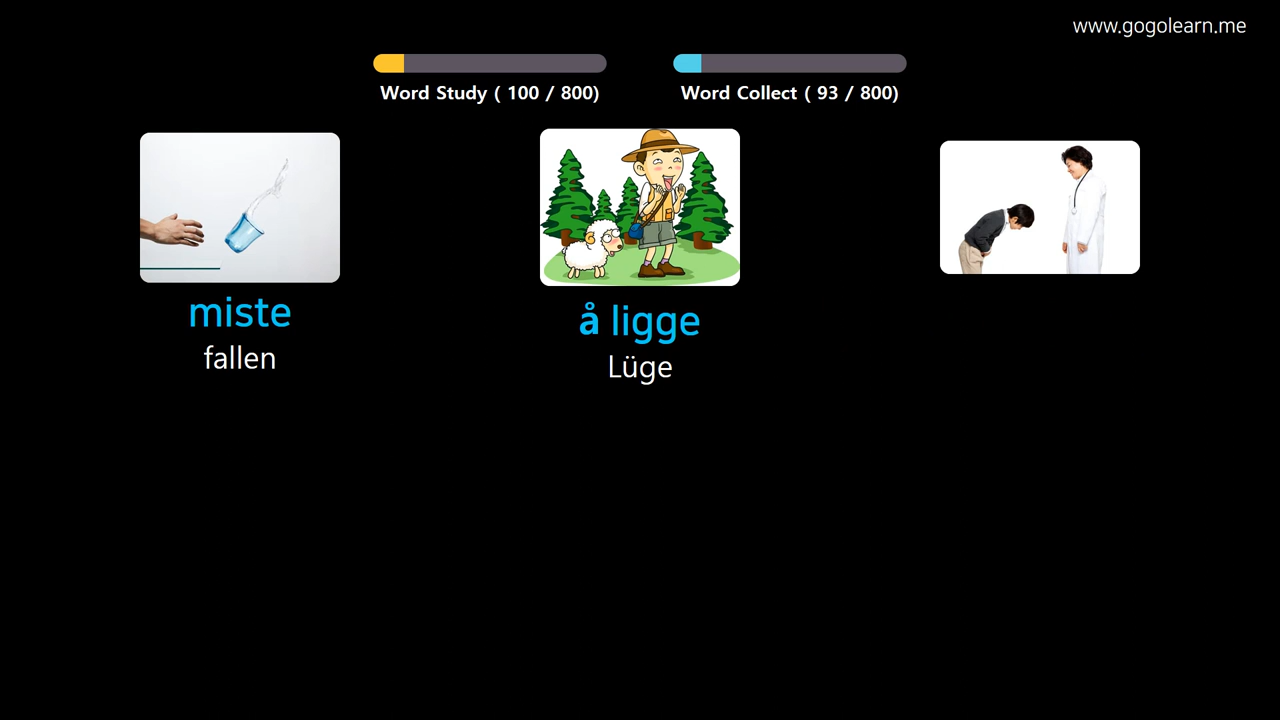 www.gogolearn.me
Word Study ( 100 / 800)
Word Collect ( 93 / 800)
miste
fallen
å ligge
Lüge